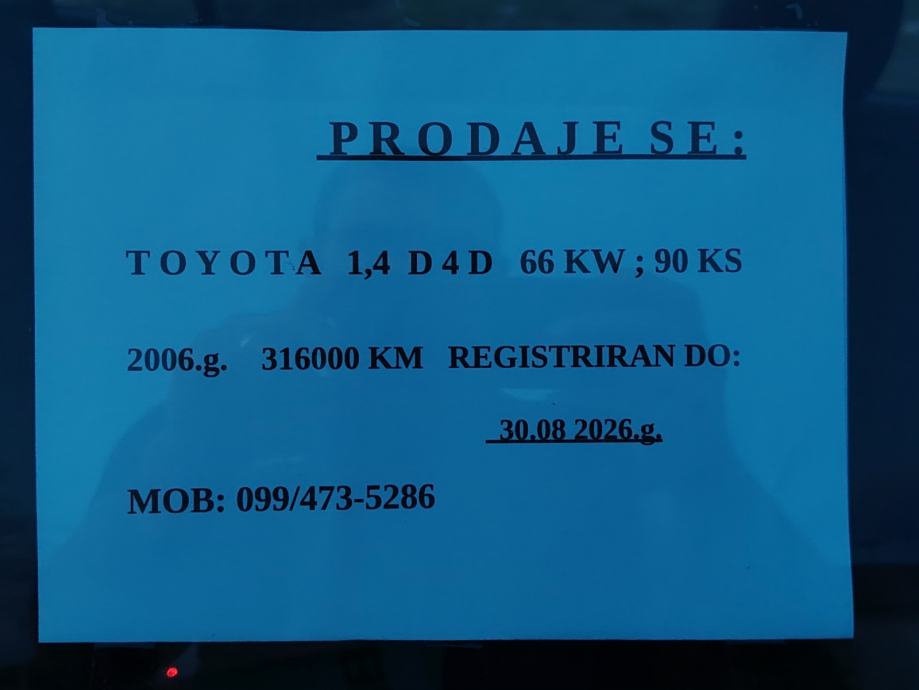 PRODAJE SE:
TOYOTA 1,4 D4D 66 KW ; 90 KS
2006.g. 316000 KM REGISTRIRAN DO:
30.08 2026.g.
MOB: 099/473-5286